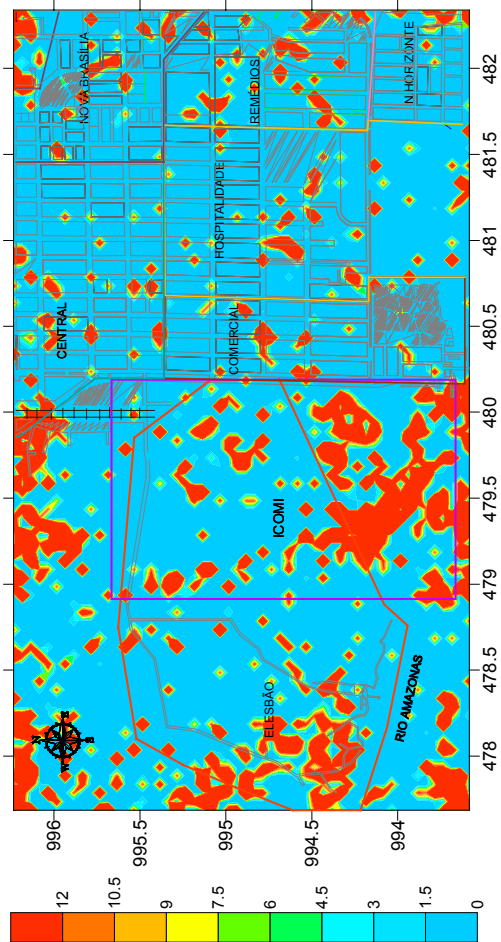 NOVA BRASÍLIA
REMÉDIOS
N.HORIZONTE
HOSPITALIDADE
CENTRAL
COMERCIAL
ICOMI
ELESBÃO
RIO AMAZONAS
N
E
S
W
482
481.5
481
480.5
480
479.5
479
478.5
478
996
995.5
995
994.5
994
12
10.5
9
7.5
6
4.5
3
1.5
0